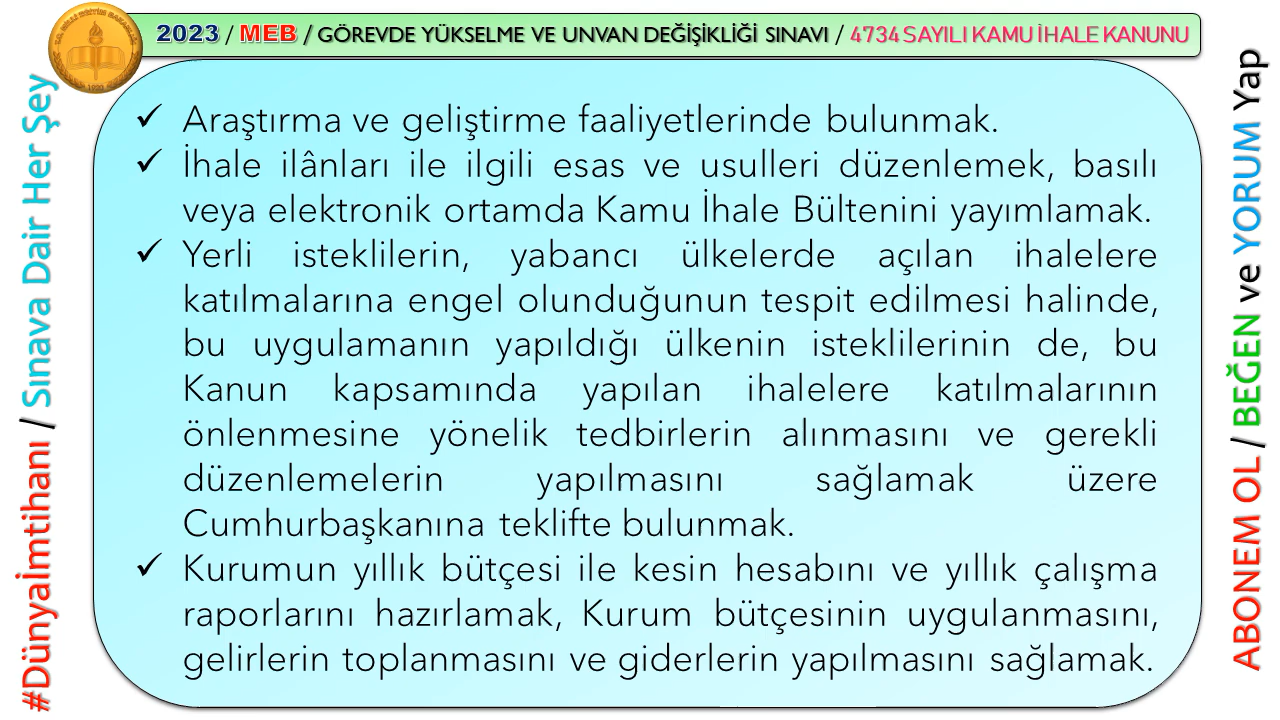 2023 / MEB / GÖREVDE YÜKSELME VE UNVAN DEĞİŞİKLİĞİ SINAVI / 4734 SAYILI KAMU İHALE KANUNU
#Dünyaİmtihanı / Sınava Dair Her Şey
✓ Araştırma ve geliştirme faaliyetlerinde bulunmak.
✓ İhale ilânları ile ilgili esas ve usulleri düzenlemek, basılı
veya elektronik ortamda Kamu İhale Bültenini yayımlamak.
✓ Yerli isteklilerin, yabancı ülkelerde açılan ihalelere
katılmalarına engel olunduğunun tespit edilmesi halinde,
bu uygulamanın yapıldığı ülkenin isteklilerinin de, bu
Kanun kapsamında yapılan ihalelere katılmalarının
önlenmesine yönelik tedbirlerin alınmasını ve gerekli
düzenlemelerin yapılmasını sağlamak üzere
Cumhurbaşkanına teklifte bulunmak.
✓ Kurumun yıllık bütçesi ile kesin hesabını ve yıllık çalışma
raporlarını hazırlamak, Kurum bütçesinin uygulanmasını,
gelirlerin toplanmasını ve giderlerin yapılmasını sağlamak.
ABONEM OL / BEĞEN ve YORUM Yap